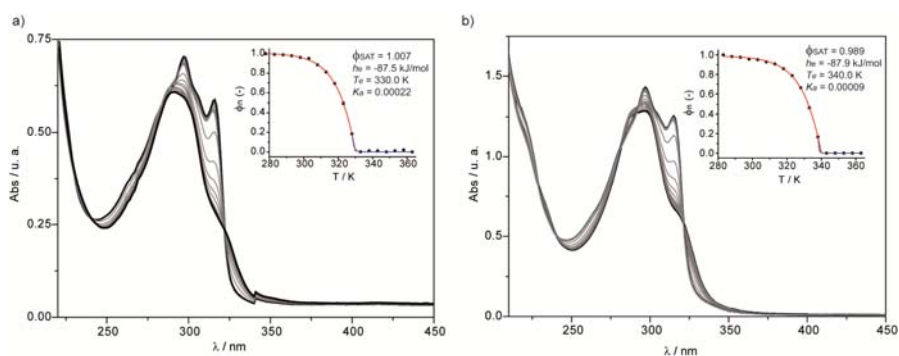 a)
b)
0.75
0.50
0.25
0.00
Abs / u. a.
250
300
350
400
450
λ / nm
1.0
0.8
0.6
0.4
0.2
0.0
ϕn (-)
280
300
320
340
360
T / K
ϕSAT = 1.007
he = -87.5 kJ/mol
Te = 330.0 K
Ka = 0.00022
1.5
1.0
0.5
0.0
Abs / u. a.
250
300
350
400
450
λ / nm
1.0
0.8
0.6
0.4
0.2
0.0
ϕn (-)
280
300
320
340
360
T / K
ϕSAT = 0.989
he = -87.9 kJ/mol
Te = 340.0 K
Ka = 0.00009